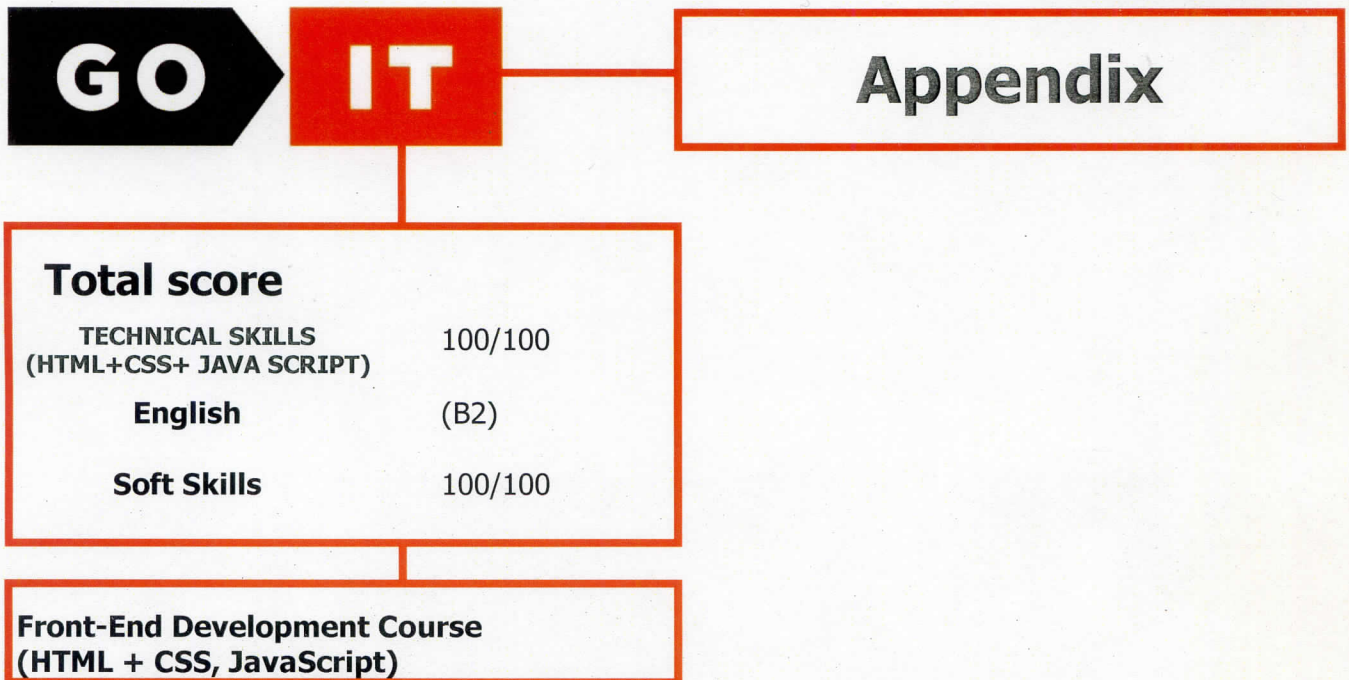 GO IT
Appendix
Total score
TECHNICAL SKILLS
(HTML+CSS+ JAVA SCRIPT)
100/100
English (B2)
Soft Skills 100/100
Front-End Development Course
(HTML + CSS, JavaScript)